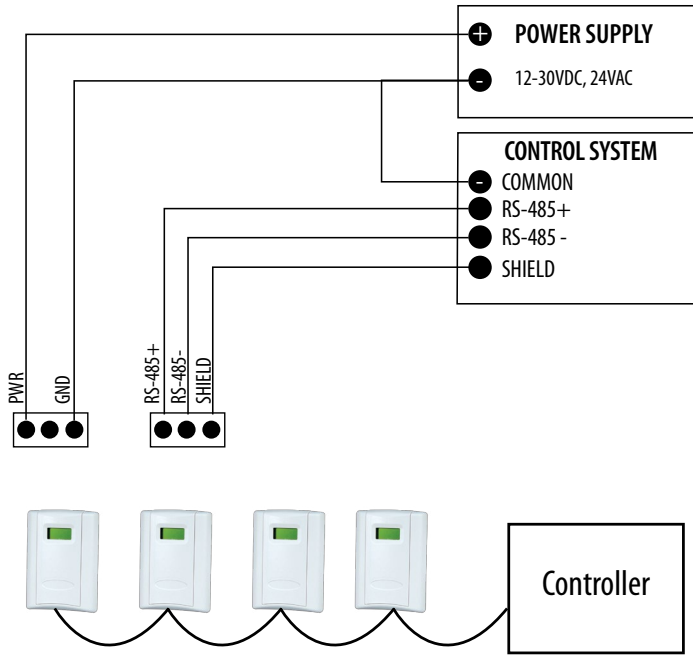 + POWER SUPPLY
- 12-30VDC, 24VAC
CONTROL SYSTEM
- COMMON
RS-485+
RS-485 -
SHIELD
PWR
GND
RS-485+
RS-485-
SHIELD
Controller